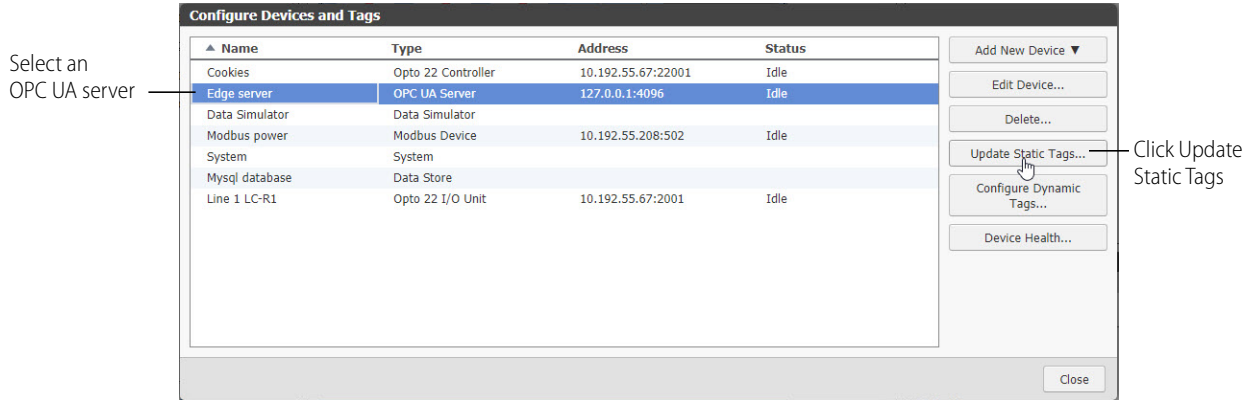 Configure Devices and Tags
▲ Name Type Address Status
Cookies Opto 22 Controller 10.192.55.67:22001 Idle
Edge server OPC UA Server 127.0.0.1:4096 Idle
Data Simulator Data Simulator
Modbus power Modbus Device 10.192.55.208:502 Idle
System System
Mysql database Data Store
Line 1 LC-R1 Opto 22 I/O Unit 10.192.55.67:2001 Idle
Add New Device ▼
Edit Device...
Delete...
Update Static Tags...
Configure Dynamic
Tags...
Device Health...
Close
Select an
OPC UA server
Click Update
Static Tags